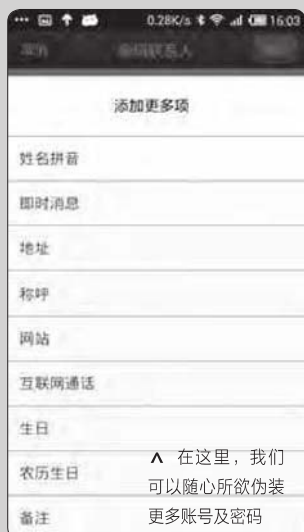 0.28K/s 16:03
添加更多项
姓名拼音
即时消息
地址
称呼
网站
互联网通话
生日
农历生日
备注
∧ 在这里，我们
可以随心所欲伪装
更多账号及密码